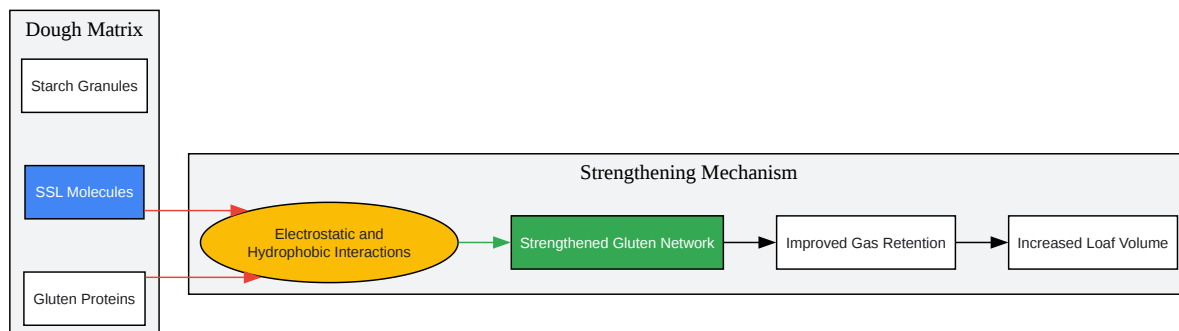 Dough Matrix
Starch Granules
SSL Molecules
Gluten Proteins
Strengthening Mechanism
Electrostatic and
Hydrophobic Interactions
Strengthened Gluten Network
Improved Gas Retention
Increased Loaf Volume